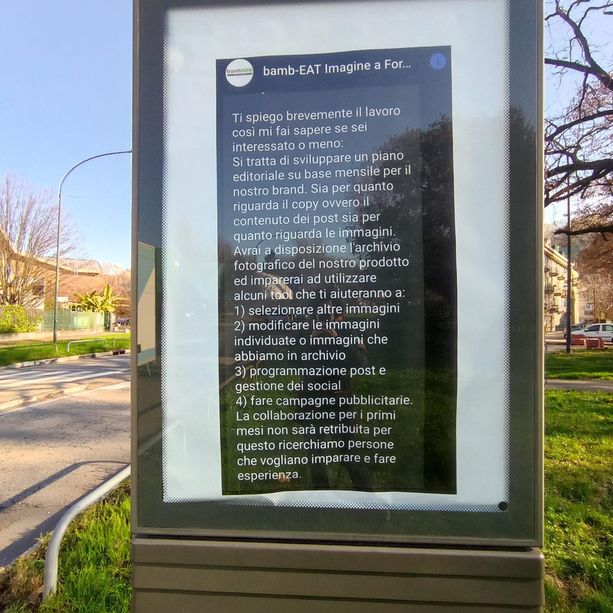 bamb-EAT Imagine a For...
Ti spiego brevemente il lavoro
così mi fai sapere se sei
interessato o meno:
Si tratta di sviluppare un piano
editoriale su base mensile per il
nostro brand. Sia per quanto
riguarda il copy ovvero il
contenuto dei post sia per
quanto riguarda le immagini.
Avrai a disposizione l'archivio
fotografico del nostro prodotto
ed imparerai ad utilizzare
alcuni tool che ti aiuteranno a:
1) selezionare altre immagini
2) modificare le immagini
individuate o immagini che
abbiamo in archivio
3) programmazione post e
gestione dei social
4) fare campagne pubblicitarie.
La collaborazione per i primi
mesi non sarà retribuita per
questo ricerchiamo persone
che vogliano imparare e fare
esperienza.